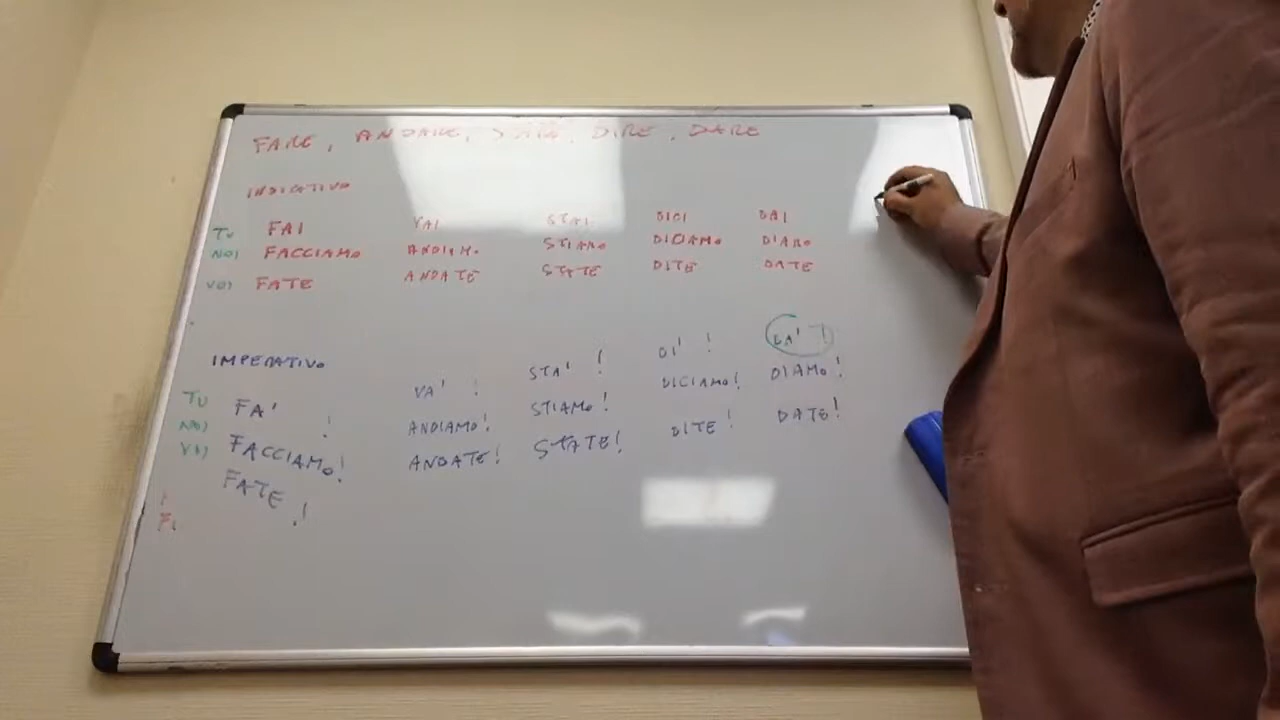 FARE, ANDARE, STARE, DIRE, DARE
INDICATIVO
TU FAI VAI STAI DICI DAI
NOI FACCIAMO ANDIAMO STIAMO DICIAMO DIAMO
VOI FATE ANDATE STATE DITE DATE
IMPERATIVO
TU FA' ! VA' ! STA' ! DI' ! DA' !
NOI FACCIAMO! ANDIAMO! STIAMO! DICIAMO! DIAMO!
VOI FATE ! ANDATE! STATE! DITE! DATE!